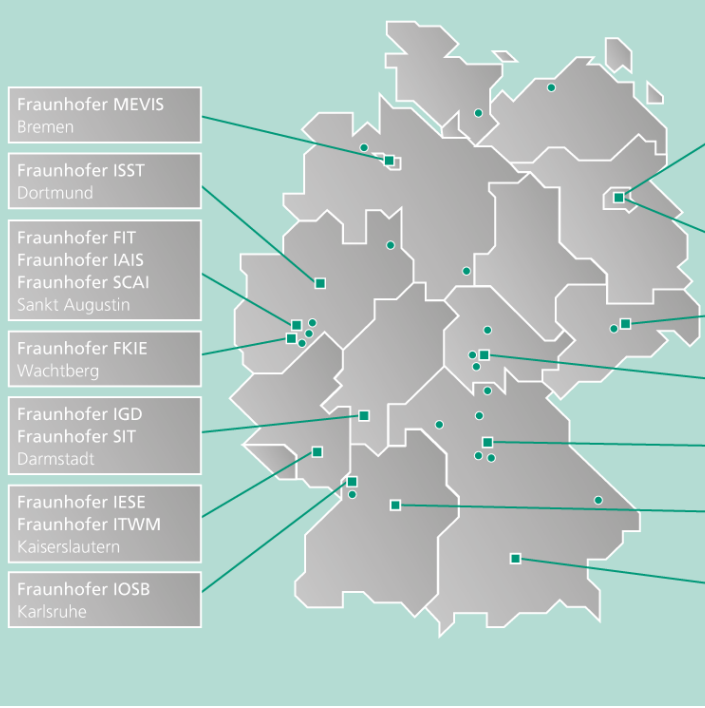 Fraunhofer MEVIS
Bremen
Fraunhofer ISST
Dortmund
Fraunhofer FIT
Fraunhofer IAIS
Fraunhofer SCAI
Sankt Augustin
Fraunhofer FKIE
Wachtberg
Fraunhofer IGD
Fraunhofer SIT
Darmstadt
Fraunhofer IESE
Fraunhofer ITWM
Kaiserslautern
Fraunhofer IOSB
Karlsruhe